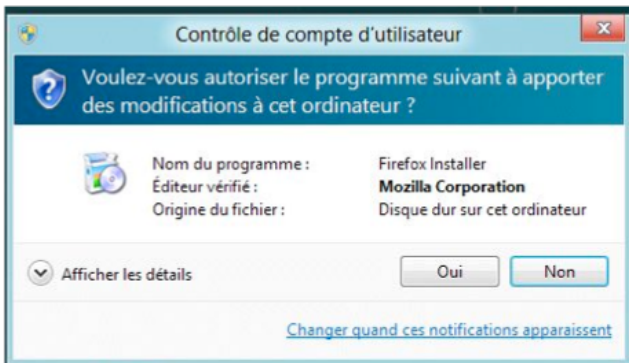 Contrôle de compte d'utilisateur
Voulez-vous autoriser le programme suivant à apporter
des modifications à cet ordinateur ?
Nom du programme : Firefox Installer
Éditeur vérifié : Mozilla Corporation
Origine du fichier : Disque dur sur cet ordinateur
Afficher les détails Oui Non
Changer quand ces notifications apparaissent